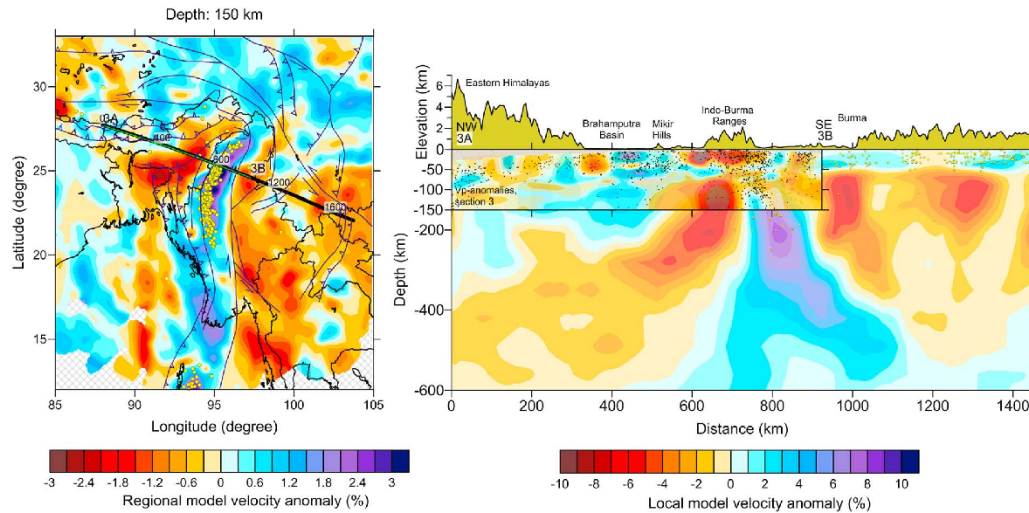 Depth: 150 km
Latitude (degree)
30
25
20
15
03A
400
800
3B
1200
1600
85
90
95
100
105
Longitude (degree)
-3
-2.4
-1.8
-1.2
-0.6
0
0.6
1.2
1.8
2.4
3
Regional model velocity anomaly (%)
Elevation (km)
6
4
2
0
Eastern Himalayas
NW
3A
Brahamputra
Basin
Mikir
Hills
Indo-Burma
Ranges
SE
3B
Burma
Depth (km)
-50
-100
-150
-200
-400
-600
vp-anomalies,
section 3
0
200
400
600
800
1000
1200
1400
Distance (km)
-10
-8
-6
-4
-2
0
2
4
6
8
10
Local model velocity anomaly (%)